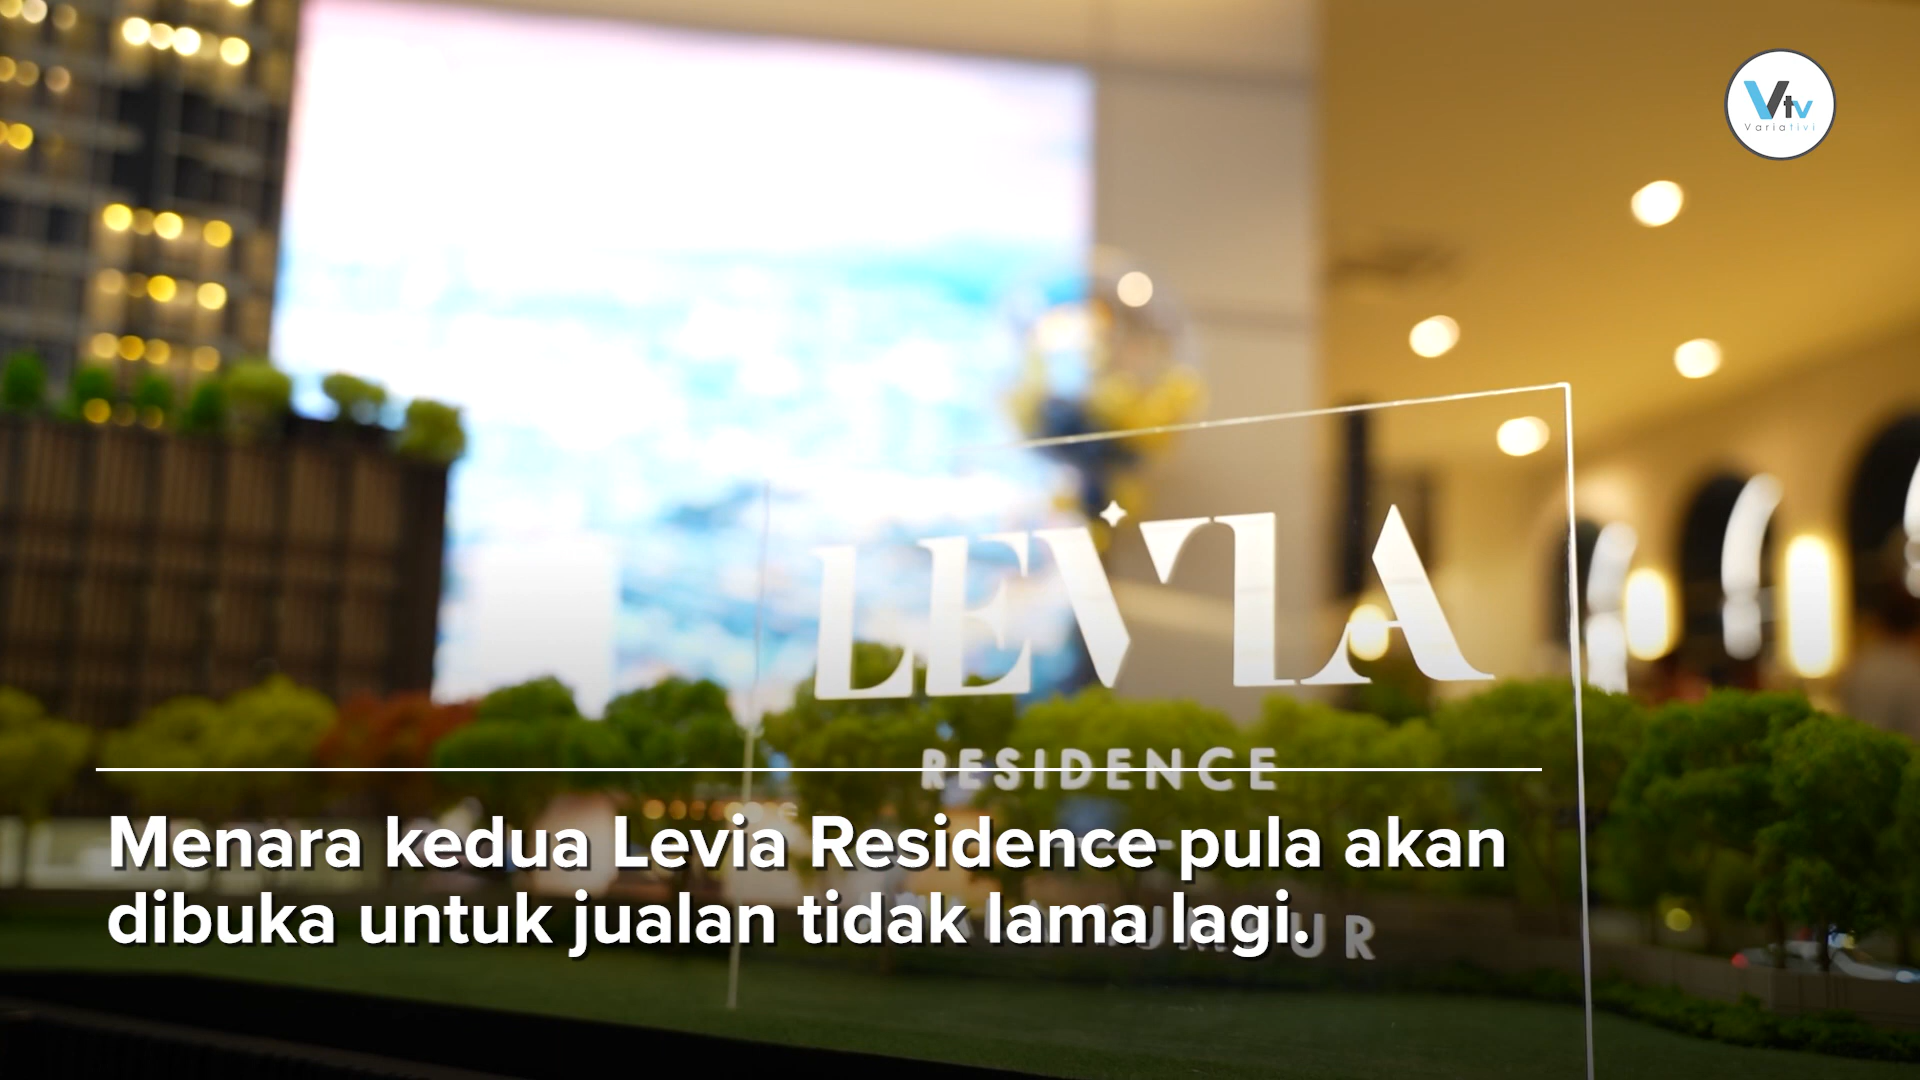 Vtv
Variativi
LEVIA
RESIDENCE
Menara kedua Levia Residence pula akan
dibuka untuk jualan tidak lama lagi.